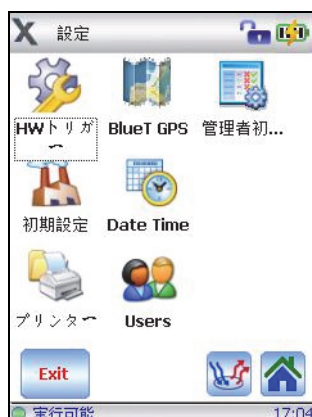 X 設定
HWトリガー
BlueT GPS
管理者初...
初期設定
Date Time
プリンター
Users
Exit
実行可能 17:04